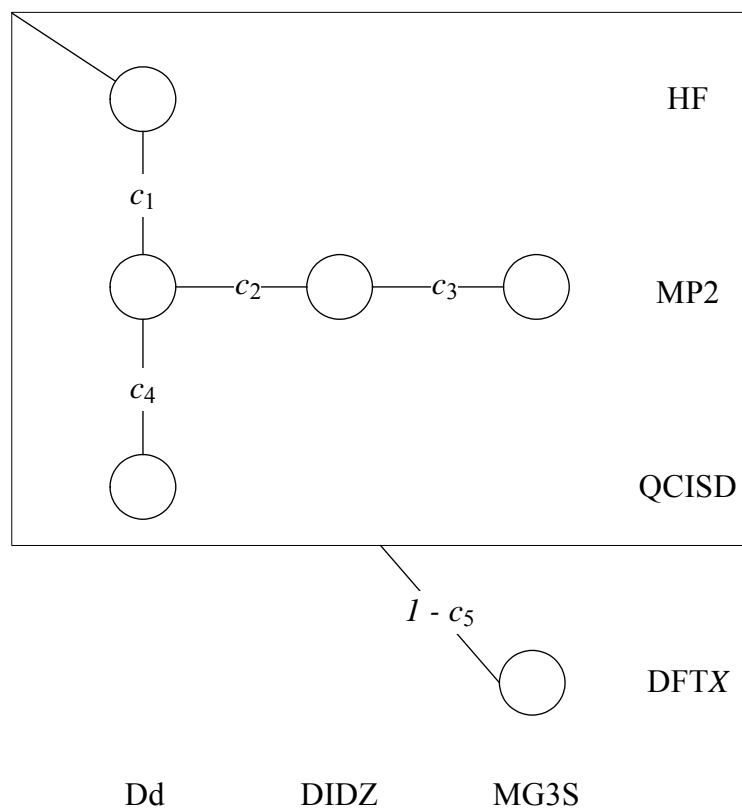 HF
c1
c2
c3
MP2
c4
QCISD
1 - c5
DFTX
Dd DIDZ MG3S